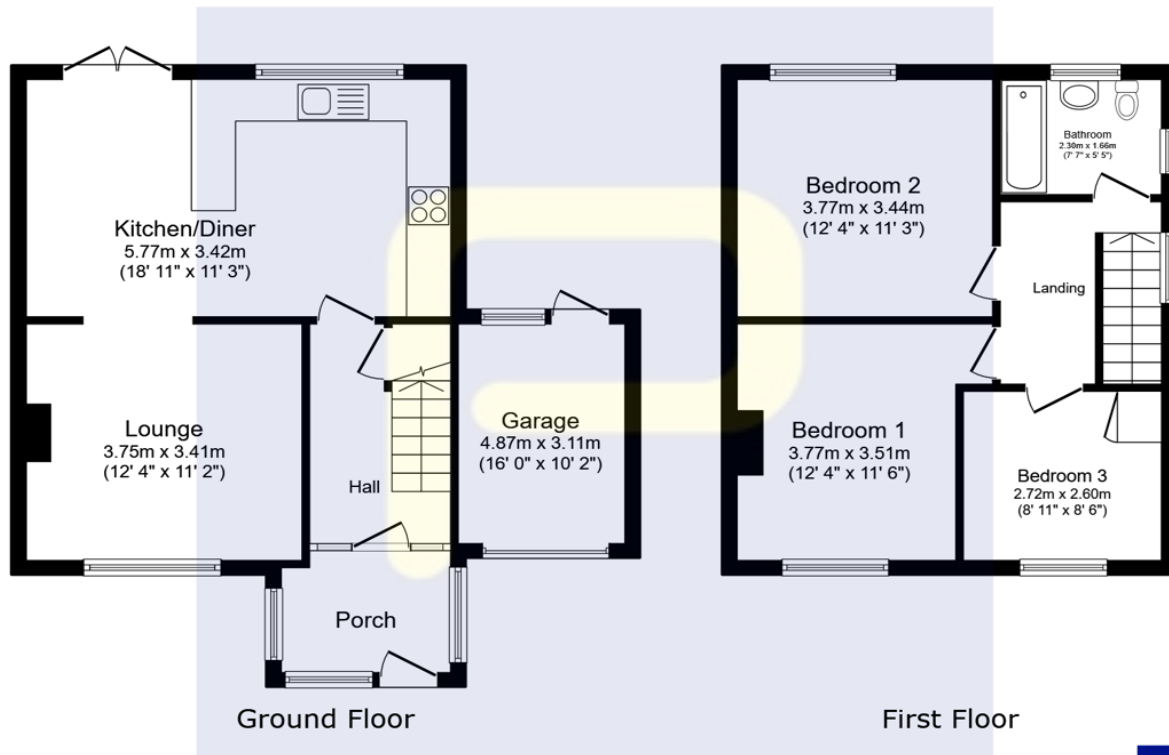 Kitchen/Diner
5.77m x 3.42m
(18' 11" x 11' 3")
Lounge
3.75m x 3.41m
(12' 4" x 11' 2")
Hall
Garage
4.87m x 3.11m
(16' 0" x 10' 2")
Porch
Ground Floor
Bedroom 2
3.77m x 3.44m
(12' 4" x 11' 3")
Bathroom
2.30m x 1.66m
(7' 7" x 5' 5")
Landing
Bedroom 1
3.77m x 3.51m
(12' 4" x 11' 6")
Bedroom 3
2.72m x 2.60m
(8' 11" x 8' 6")
First Floor